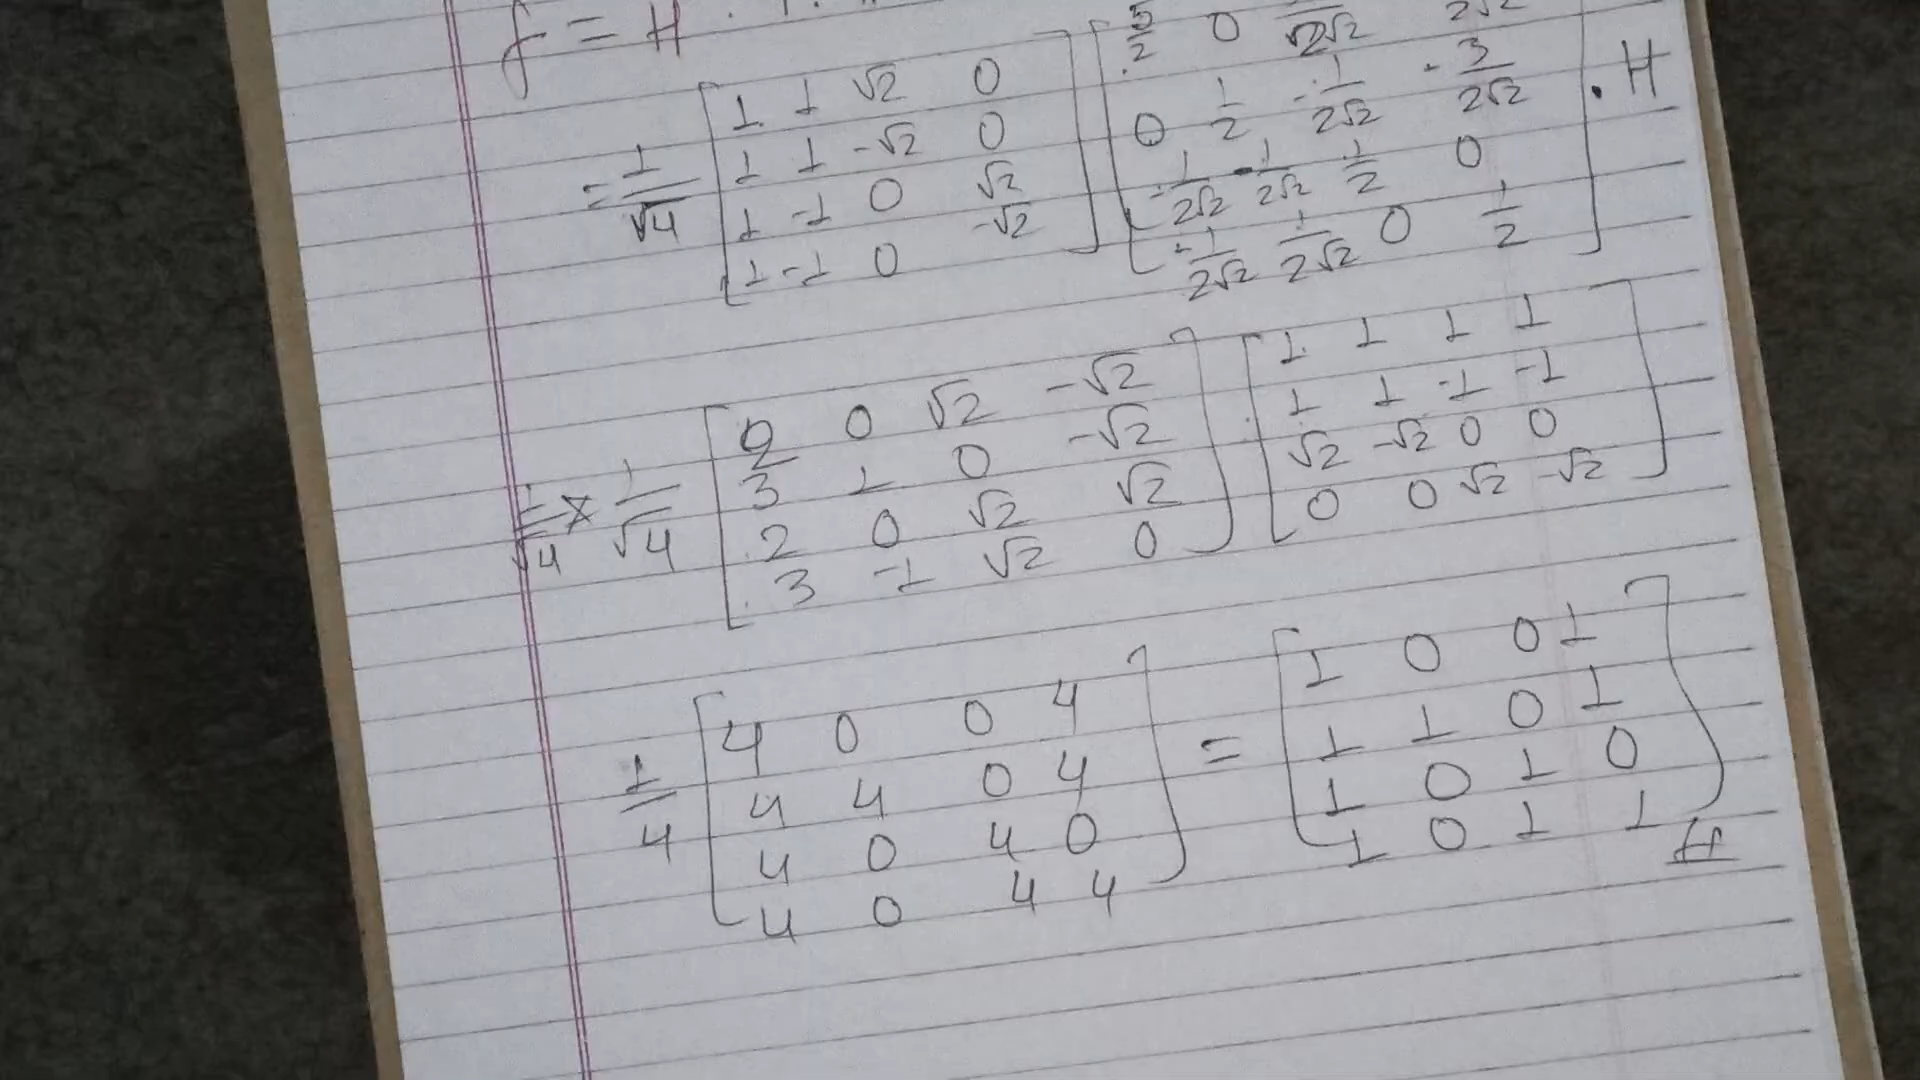 f = H
= 1/√4 [1 1 √2 0] [5/2 0
1 1 -√2 0 0 1/2 -1/2√2 3/2√2 . H
1 -1 0 √2 -1/2√2 -1/2√2 1/2 0
1 -1 0 -√2] 1/2√2 1/2√2 0 1/2]
1/√4 × 1/√4 [2 0 √2 -√2] [1 1 1 1
3 1 0 -√2 1 1 -1 -1
2 0 √2 √2 √2 -√2 0 0
3 -1 √2 0] 0 0 √2 -√2]
1/4 [4 0 0 4] = [1 0 0 1
4 4 0 4 1 1 0 1
4 0 4 0 1 0 1 0
4 0 4 4] 1 0 1 1]